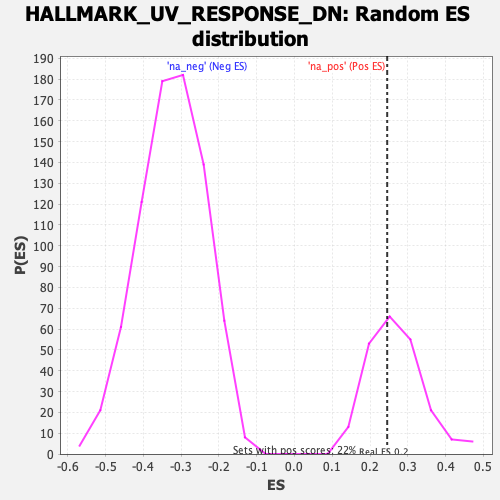 HALLMARK_UV_RESPONSE_DN: Random ES
distribution
190
180
170
160
150
140
130
120
110
100
90
80
70
60
50
40
30
20
10
0
P(ES)
'na_neg' (Neg ES)
'na_pos' (Pos ES)
Sets with pos scores: 22%
Real ES 0.2
-0.6 -0.5 -0.4 -0.3 -0.2 -0.1 0.0 0.1 0.2 0.3 0.4 0.5
ES